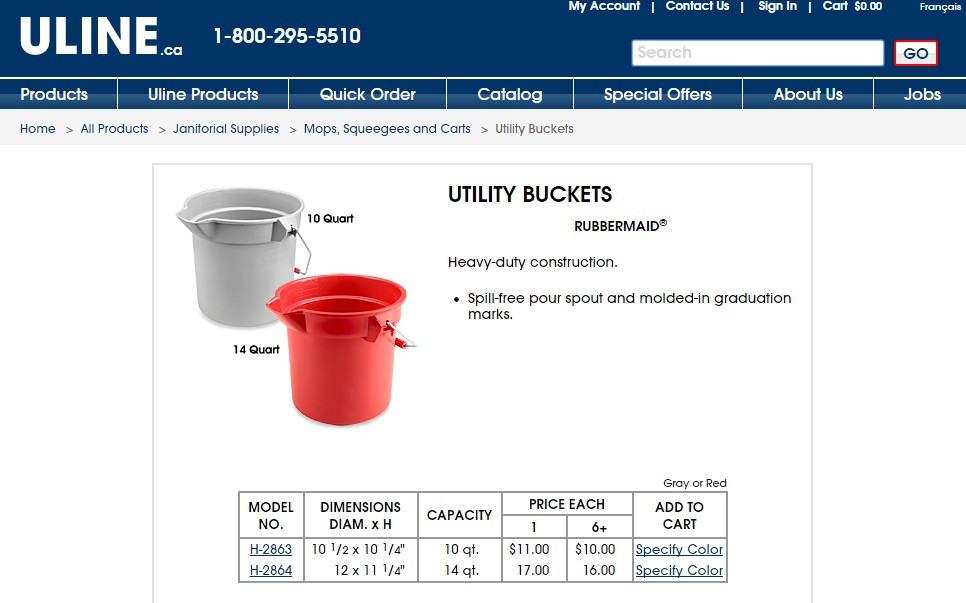 My Account | Contact Us | Sign In | Cart $0.00 Français
ULINE.ca 1-800-295-5510
Search GO
Products Uline Products Quick Order Catalog Special Offers About Us Jobs
Home > All Products > Janitorial Supplies > Mops, Squeegees and Carts > Utility Buckets
10 Quart
14 Quart
UTILITY BUCKETS
RUBBERMAID®
Heavy-duty construction.
• Spill-free pour spout and molded-in graduation
marks.
Gray or Red
MODEL NO. DIMENSIONS DIAM. x H CAPACITY PRICE EACH ADD TO CART
1 6+
H-2863 10 1/2 x 10 1/4" 10 qt. $11.00 $10.00 Specify Color
H-2864 12 x 11 1/4" 14 qt. 17.00 16.00 Specify Color